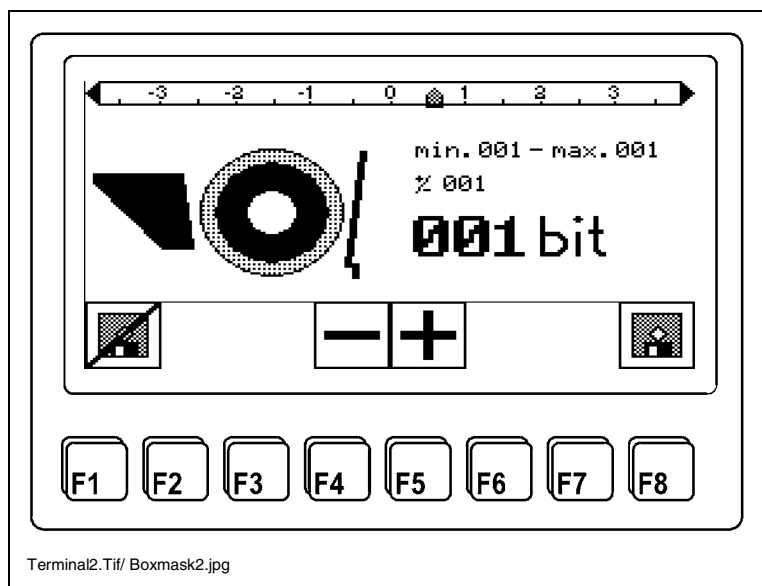 -3 -2 -1 0 1 2 3
min. 001 - max. 001
+/- 001
001 bit
F1 F2 F3 F4 F5 F6 F7 F8
Terminal2.Tif/ Boxmask2.jpg